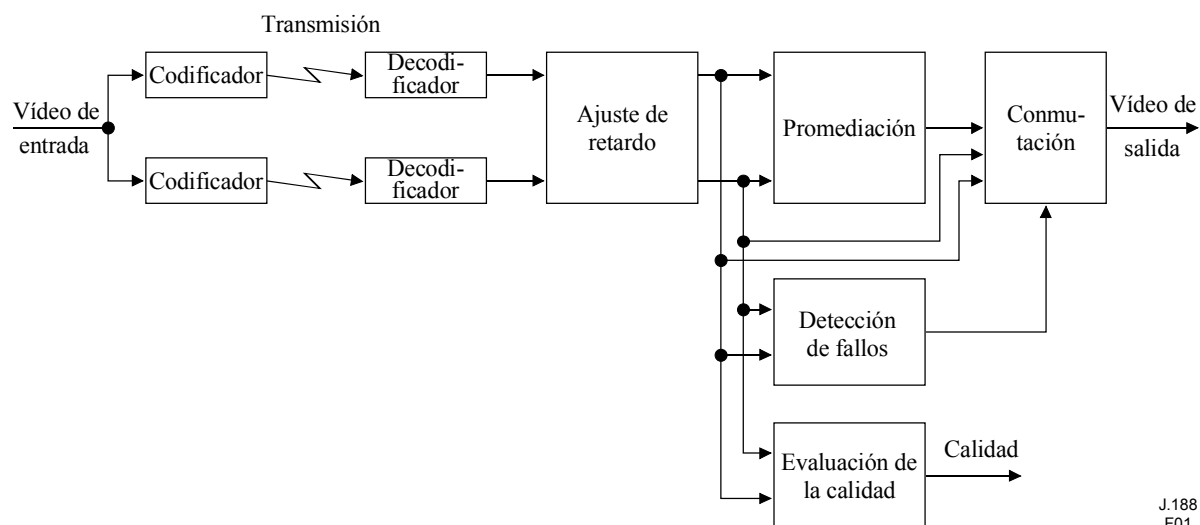 Transmisión
Codificador
Decodi-
ficador
Vídeo de
entrada
Codificador
Decodi-
ficador
Ajuste de
retardo
Promediación
Conmu-
tación
Vídeo de
salida
Detección
de fallos
Evaluación de
la calidad
Calidad
J.188
F01